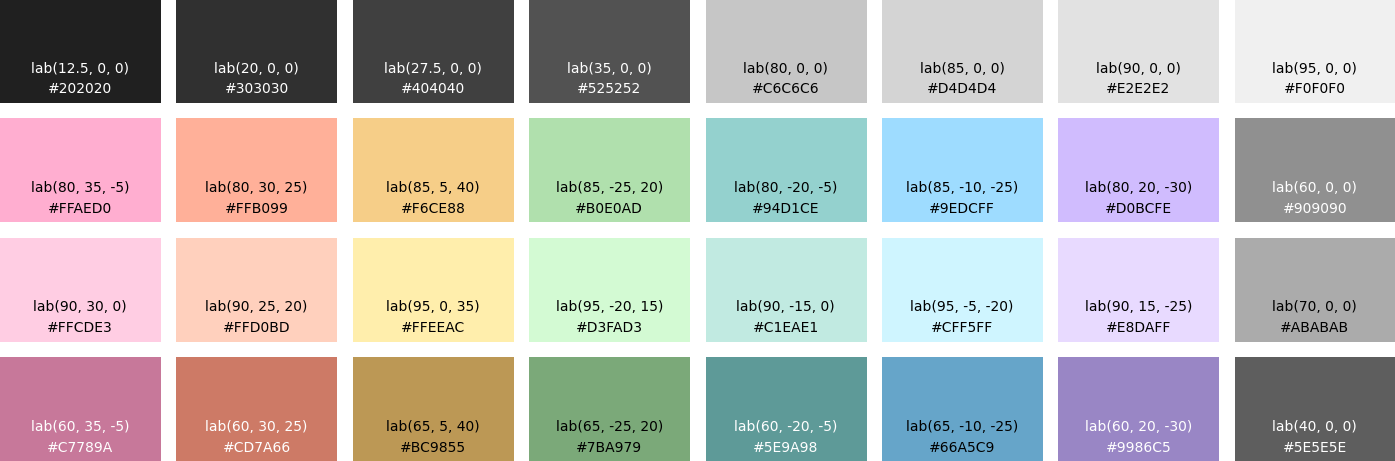 lab(12.5, 0, 0)
#202020
lab(20, 0, 0)
#303030
lab(27.5, 0, 0)
#404040
lab(35, 0, 0)
#525252
lab(80, 0, 0)
#C6C6C6
lab(85, 0, 0)
#D4D4D4
lab(90, 0, 0)
#E2E2E2
lab(95, 0, 0)
#F0F0F0
lab(80, 35, -5)
#FFAED0
lab(80, 30, 25)
#FFB099
lab(85, 5, 40)
#F6CE88
lab(85, -25, 20)
#B0E0AD
lab(80, -20, -5)
#94D1CE
lab(85, -10, -25)
#9EDCFF
lab(80, 20, -30)
#D0BCFE
lab(60, 0, 0)
#909090
lab(90, 30, 0)
#FFCDE3
lab(90, 25, 20)
#FFD0BD
lab(95, 0, 35)
#FFEEAC
lab(95, -20, 15)
#D3FAD3
lab(90, -15, 0)
#C1EAE1
lab(95, -5, -20)
#CFF5FF
lab(90, 15, -25)
#E8DAFF
lab(70, 0, 0)
#ABABAB
lab(60, 35, -5)
#C7789A
lab(60, 30, 25)
#CD7A66
lab(65, 5, 40)
#BC9855
lab(65, -25, 20)
#7BA979
lab(60, -20, -5)
#5E9A98
lab(65, -10, -25)
#66A5C9
lab(60, 20, -30)
#9986C5
lab(40, 0, 0)
#5E5E5E